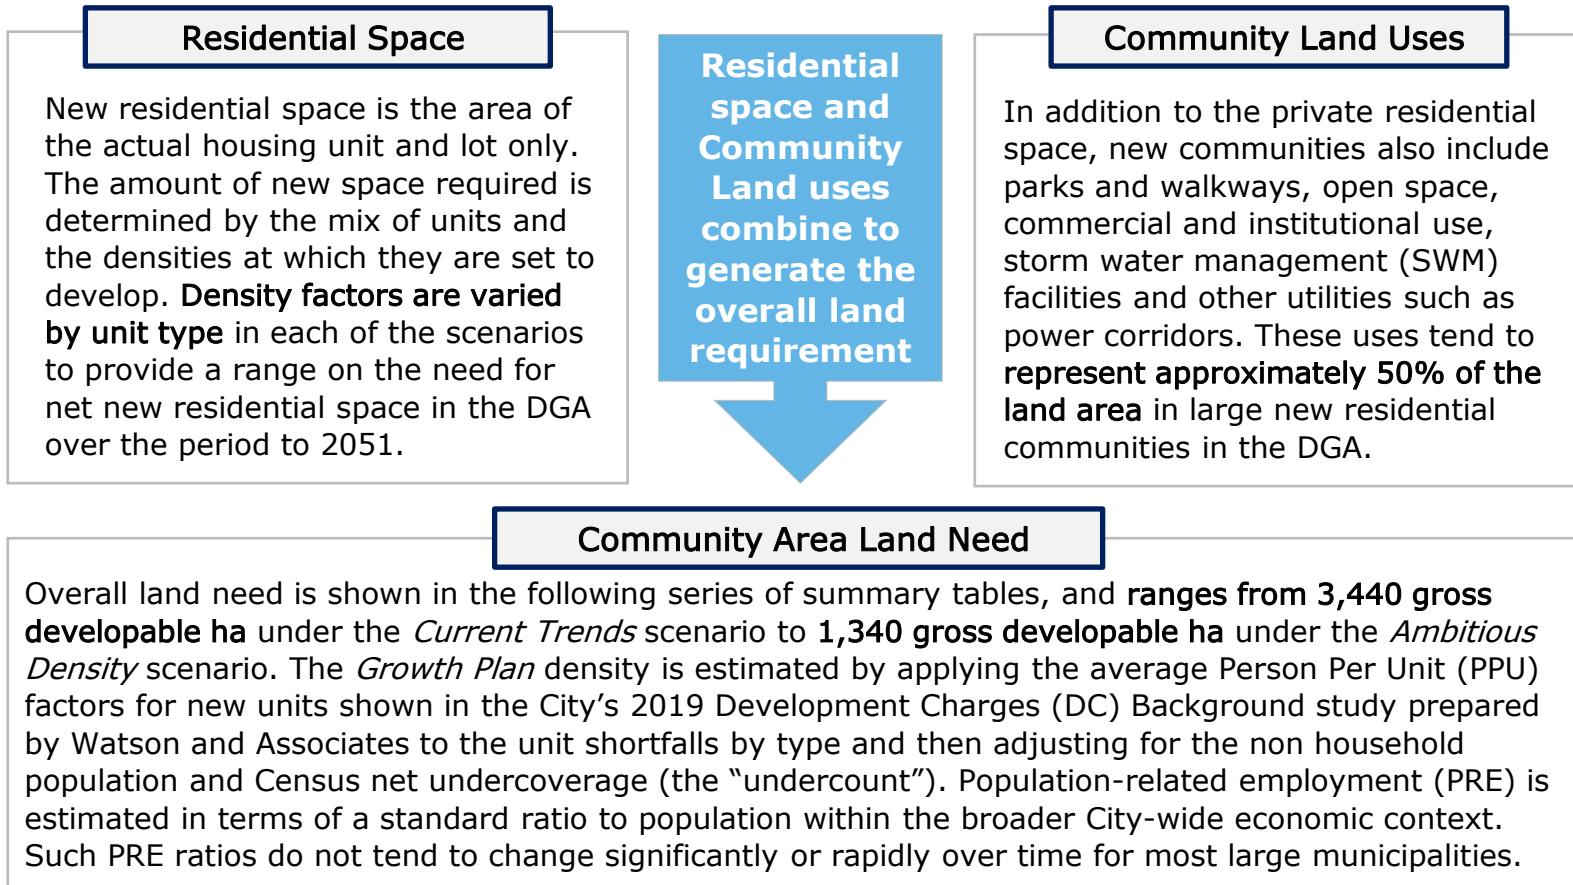 Residential Space
New residential space is the area of
the actual housing unit and lot only.
The amount of new space required is
determined by the mix of units and
the densities at which they are set to
develop. Density factors are varied
by unit type in each of the scenarios
to provide a range on the need for
net new residential space in the DGA
over the period to 2051.
Residential
space and
Community
Land uses
combine to
generate the
overall land
requirement
Community Land Uses
In addition to the private residential
space, new communities also include
parks and walkways, open space,
commercial and institutional use,
storm water management (SWM)
facilities and other utilities such as
power corridors. These uses tend to
represent approximately 50% of the
land area in large new residential
communities in the DGA.
Community Area Land Need
Overall land need is shown in the following series of summary tables, and ranges from 3,440 gross
developable ha under the Current Trends scenario to 1,340 gross developable ha under the Ambitious
Density scenario. The Growth Plan density is estimated by applying the average Person Per Unit (PPU)
factors for new units shown in the City’s 2019 Development Charges (DC) Background study prepared
by Watson and Associates to the unit shortfalls by type and then adjusting for the non household
population and Census net undercoverage (the “undercount”). Population-related employment (PRE) is
estimated in terms of a standard ratio to population within the broader City-wide economic context.
Such PRE ratios do not tend to change significantly or rapidly over time for most large municipalities.